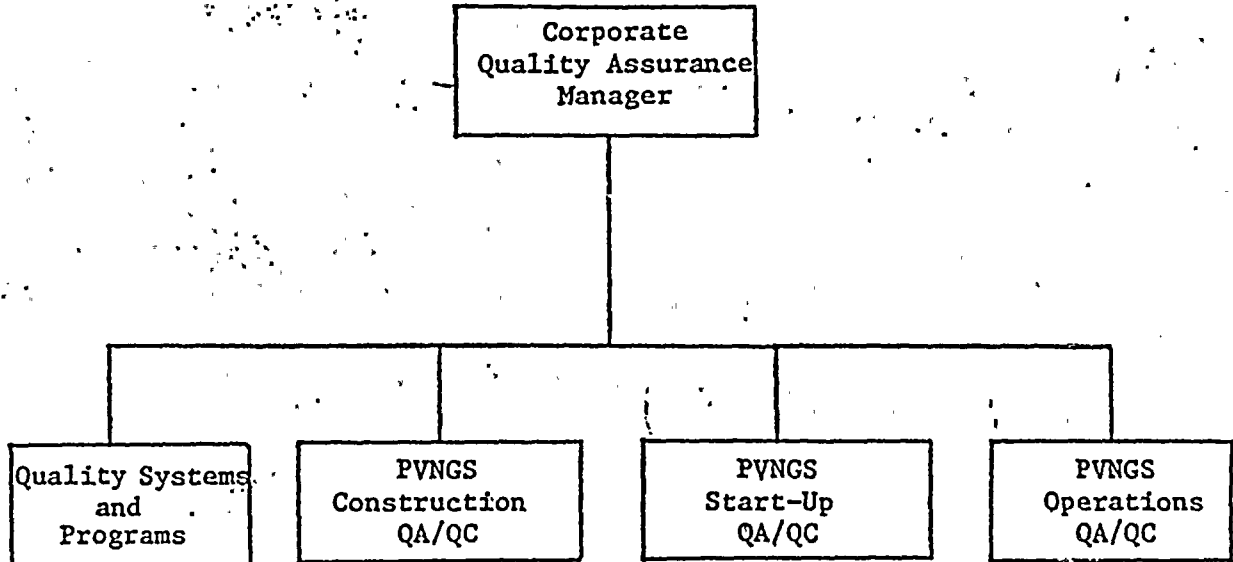 Corporate
Quality Assurance
Manager
Quality Systems
and
Programs
PVNGS
Construction
QA/QC
PVNGS
Start-Up
QA/QC
PVNGS
Operations
QA/QC